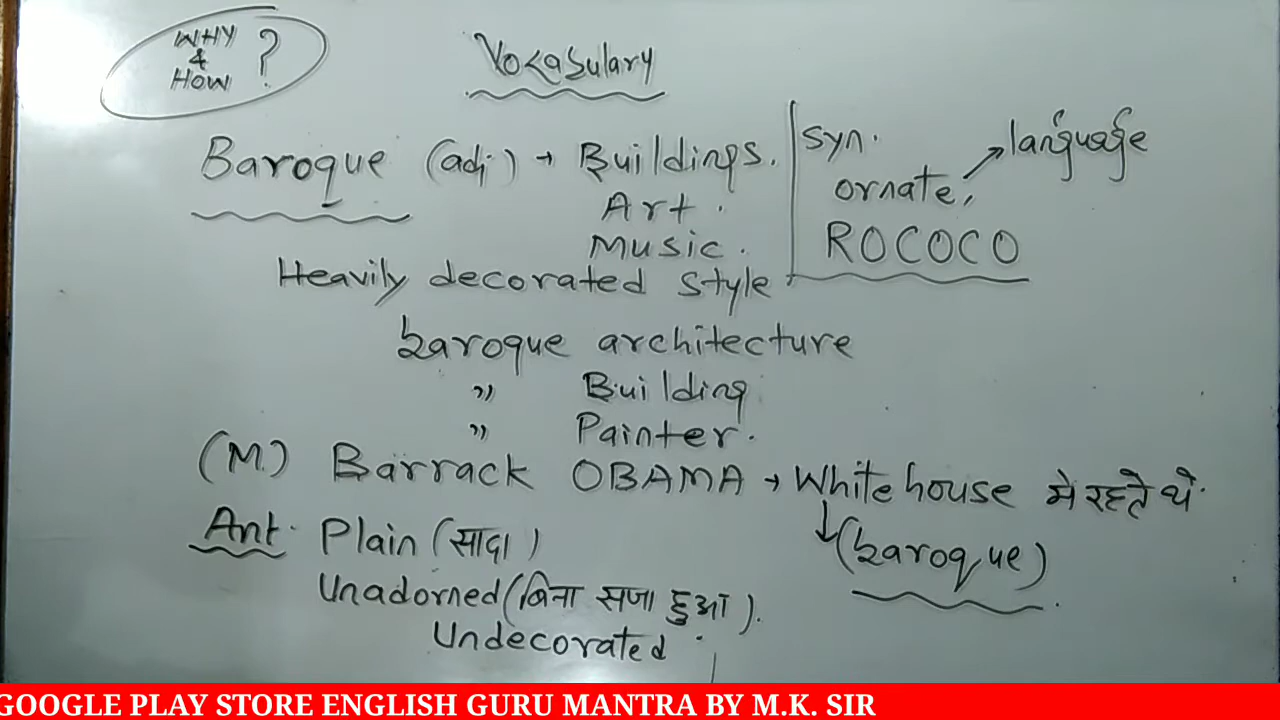 WHY
&
HOW ?
Vocabulary
Baroque (adj) → Buildings.
Art.
Music.
Heavily decorated style
Syn.
ornate, → language
ROCOCO
baroque architecture
" Building
" Painter.
(M.) Barrack OBAMA → White house मे रहते थे.
↓ (baroque)
Ant. Plain (सादा)
Unadorned (बिना सजा हुआ).
Undecorated.
GOOGLE PLAY STORE ENGLISH GURU MANTRA BY M.K. SIR